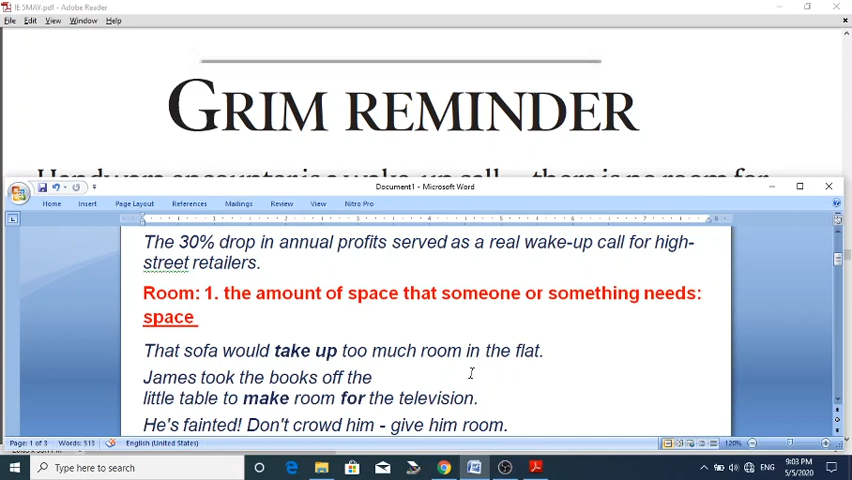 IE 5MAY.pdf - Adobe Reader
File Edit View Window Help
GRIM REMINDER
Document1 - Microsoft Word
Home Insert Page Layout References Mailings Review View Nitro Pro
The 30% drop in annual profits served as a real wake-up call for high-
street retailers.
Room: 1. the amount of space that someone or something needs:
space
That sofa would take up too much room in the flat.
James took the books off the
little table to make room for the television.
He's fainted! Don't crowd him - give him room.
Page: 1 of 3 Words: 513 English (United States) 120%
Type here to search
ENG
9:03 PM
5/5/2020